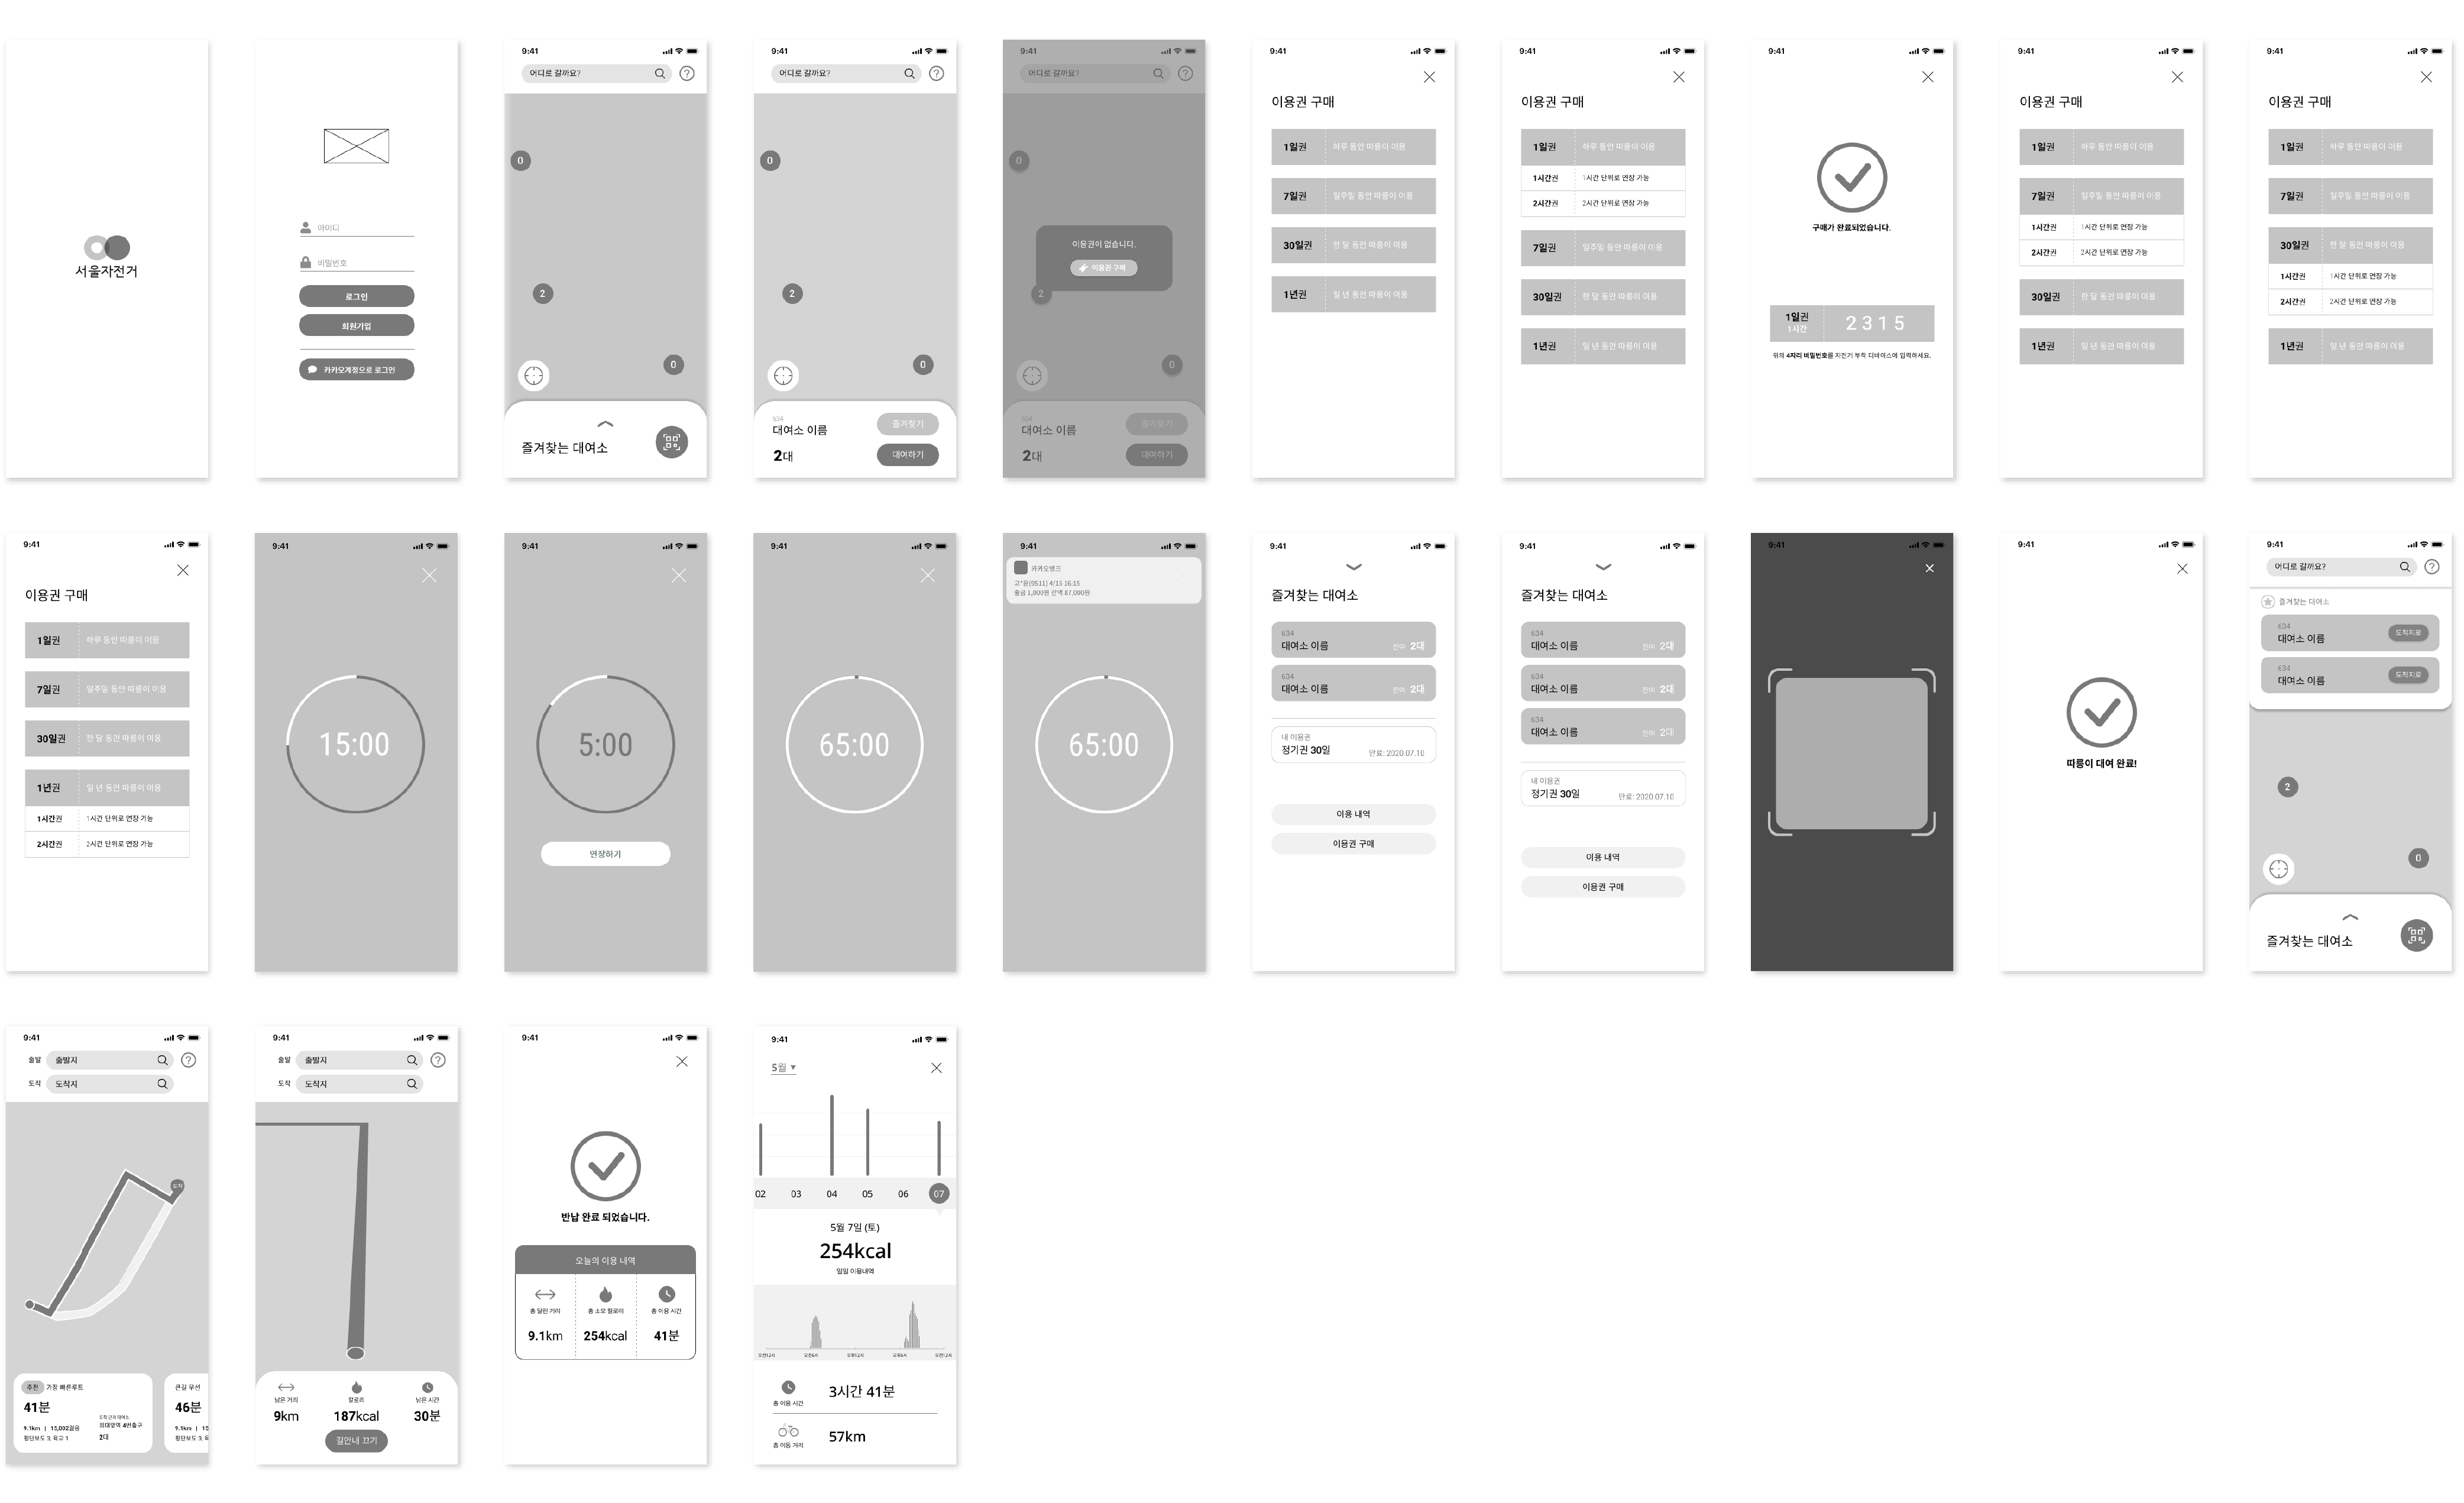 서울자전거
아이디
비밀번호
로그인
회원가입
카카오계정으로 로그인
9:41
어디로 갈까요?
?
0
2
0
즐겨찾는 대여소
9:41
어디로 갈까요?
?
0
2
0
634
대여소 이름
즐겨찾기
2대
대여하기
9:41
어디로 갈까요?
?
0
이용권이 없습니다.
이용권 구매
2
0
634
대여소 이름
즐겨찾기
2대
대여하기
9:41
이용권 구매
1일권 하루 동안 따릉이 이용
7일권 일주일 동안 따릉이 이용
30일권 한 달 동안 따릉이 이용
1년권 일 년 동안 따릉이 이용
9:41
이용권 구매
1일권 하루 동안 따릉이 이용
1시간권 1시간 단위로 연장 가능
2시간권 2시간 단위로 연장 가능
7일권 일주일 동안 따릉이 이용
30일권 한 달 동안 따릉이 이용
1년권 일 년 동안 따릉이 이용
9:41
구매가 완료되었습니다.
1일권
1시간
2315
위의 4자리 비밀번호를 자전거 부착 디바이스에 입력하세요.
9:41
이용권 구매
1일권 하루 동안 따릉이 이용
7일권 일주일 동안 따릉이 이용
1시간권 1시간 단위로 연장 가능
2시간권 2시간 단위로 연장 가능
30일권 한 달 동안 따릉이 이용
1년권 일 년 동안 따릉이 이용
9:41
이용권 구매
1일권 하루 동안 따릉이 이용
7일권 일주일 동안 따릉이 이용
30일권 한 달 동안 따릉이 이용
1시간권 1시간 단위로 연장 가능
2시간권 2시간 단위로 연장 가능
1년권 일 년 동안 따릉이 이용
9:41
이용권 구매
1일권 하루 동안 따릉이 이용
7일권 일주일 동안 따릉이 이용
30일권 한 달 동안 따릉이 이용
1년권 일 년 동안 따릉이 이용
1시간권 1시간 단위로 연장 가능
2시간권 2시간 단위로 연장 가능
9:41
15:00
9:41
5:00
연장하기
9:41
65:00
9:41
카카오뱅크
고*윤(9511) 4/15 16:15
출금 1,000원 잔액 87,000원
65:00
9:41
즐겨찾는 대여소
634
대여소 이름 잔여 2대
634
대여소 이름 잔여 2대
내 이용권
정기권 30일 만료: 2020.07.10
이용 내역
이용권 구매
9:41
즐겨찾는 대여소
634
대여소 이름 잔여 2대
634
대여소 이름 잔여 2대
634
대여소 이름 잔여 2대
내 이용권
정기권 30일 만료: 2020.07.10
이용 내역
이용권 구매
9:41
9:41
따릉이 대여 완료!
9:41
어디로 갈까요?
?
즐겨찾는 대여소
634
대여소 이름
도착지로
634
대여소 이름
도착지로
2
0
즐겨찾는 대여소
9:41
출발 출발지
?
도착 도착지
도착
추천 가장 빠른루트
41분
9.1km | 15,002걸음
횡단보도 3, 육교 1
도착 근처 대여소
외대앞역 4번출구
2대
큰길 우선
46분
9.1km | 15
횡단보도 3, 육
9:41
출발 출발지
?
도착 도착지
남은 거리
9km
칼로리
187kcal
남은 시간
30분
길안내 끄기
9:41
반납 완료 되었습니다.
오늘의 이용 내역
총 달린 거리
9.1km
총 소모 칼로리
254kcal
총 이용 시간
41분
9:41
5월 ▼
02 03 04 05 06 07
5월 7일 (토)
254kcal
일일 이용내역
오전12시 오전6시 오후12시 오후6시 오전12시
총 이용 시간
3시간 41분
총 이동 거리
57km